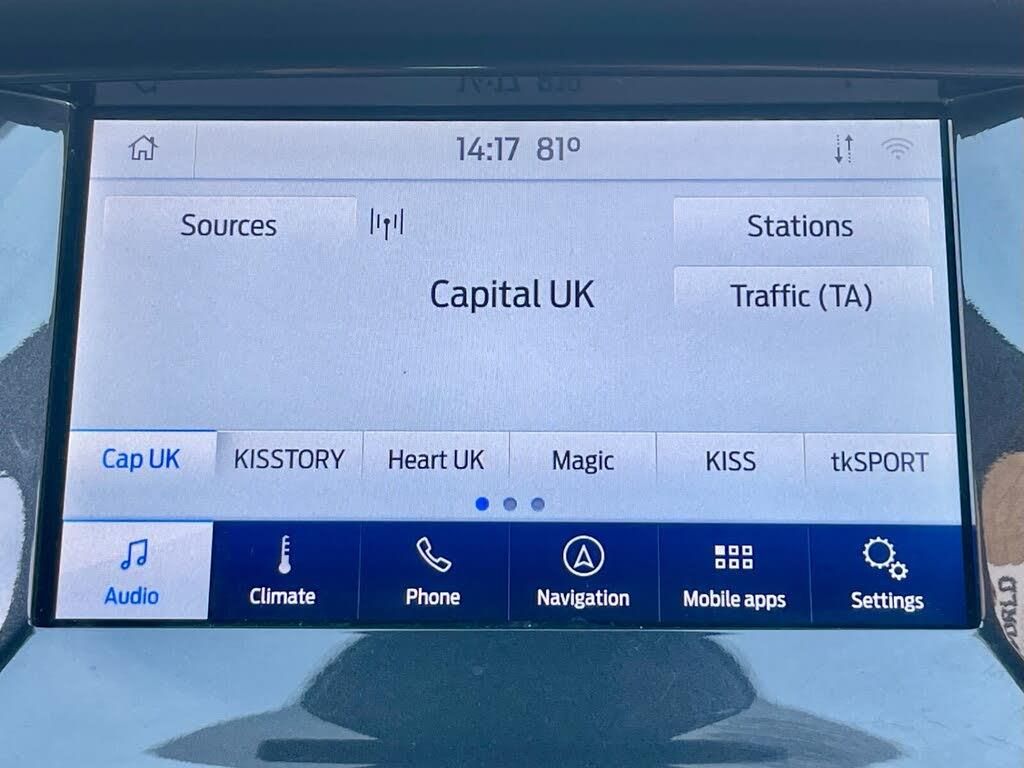 14:17 81º
Sources
Stations
Capital UK
Traffic (TA)
Cap UK KISSTORY Heart UK Magic KISS tkSPORT
Audio Climate Phone Navigation Mobile apps Settings